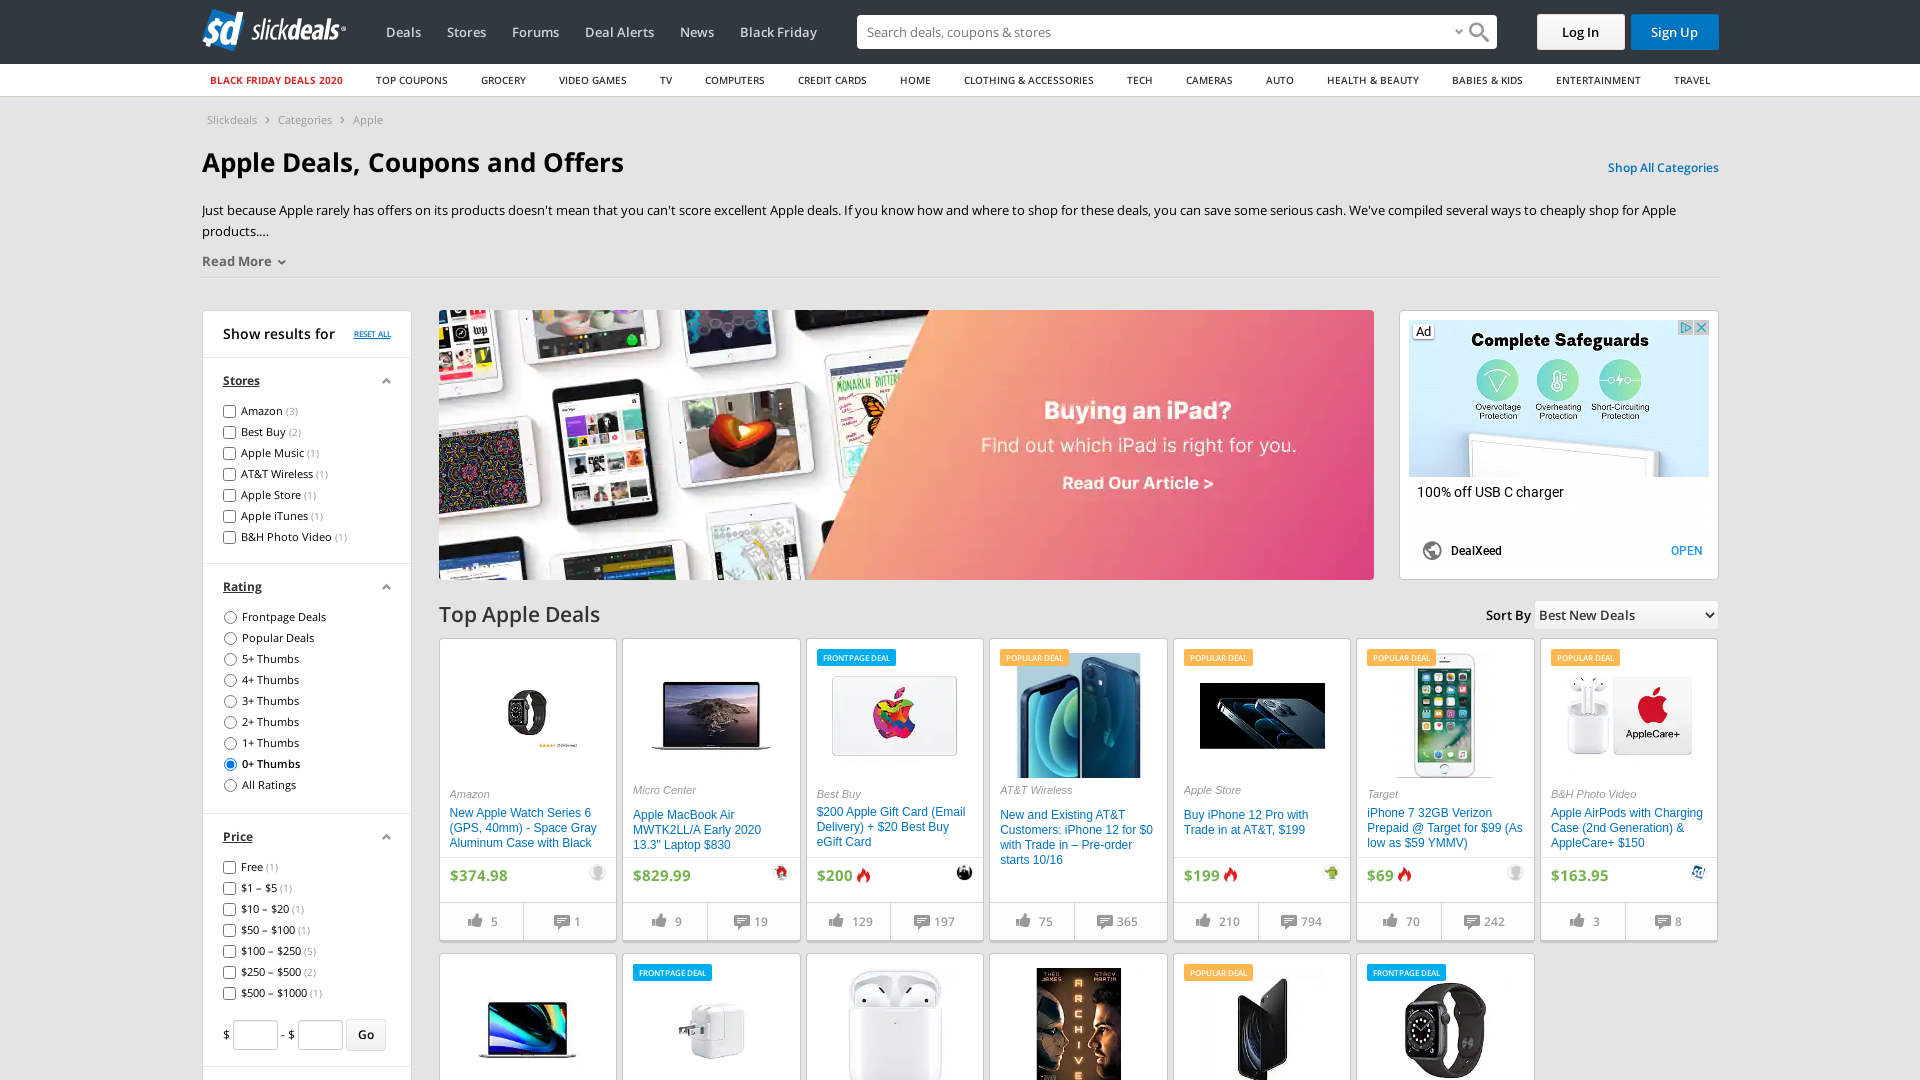 sd slickdeals
Deals
Stores
Forums
Deal Alerts
News
Black Friday
Search deals, coupons & stores
Log In
Sign Up
BLACK FRIDAY DEALS 2020
TOP COUPONS
GROCERY
VIDEO GAMES
TV
COMPUTERS
CREDIT CARDS
HOME
CLOTHING & ACCESSORIES
TECH
CAMERAS
AUTO
HEALTH & BEAUTY
BABIES & KIDS
ENTERTAINMENT
TRAVEL
Slickdeals > Categories > Apple
Apple Deals, Coupons and Offers
Shop All Categories
Just because Apple rarely has offers on its products doesn't mean that you can't score excellent Apple deals. If you know how and where to shop for these deals, you can save some serious cash. We've compiled several ways to cheaply shop for Apple
products.…
Read More
Show results for
RESET ALL
Stores
Amazon (3)
Best Buy (2)
Apple Music (1)
AT&T Wireless (1)
Apple Store (1)
Apple iTunes (1)
B&H Photo Video (1)
Rating
Frontpage Deals
Popular Deals
5+ Thumbs
4+ Thumbs
3+ Thumbs
2+ Thumbs
1+ Thumbs
0+ Thumbs
All Ratings
Price
Free (1)
$1 – $5 (1)
$10 – $20 (1)
$50 – $100 (1)
$100 – $250 (5)
$250 – $500 (2)
$500 – $1000 (1)
$ - $ Go
MONARCH BUTTER
Buying an iPad?
Find out which iPad is right for you.
Read Our Article >
Ad
Complete Safeguards
Overvoltage Protection
Overheating Protection
Short-Circuiting Protection
100% off USB C charger
DealXeed
OPEN
Top Apple Deals
Sort By Best New Deals
Amazon
New Apple Watch Series 6
(GPS, 40mm) - Space Gray
Aluminum Case with Black
$374.98
5
1
Micro Center
Apple MacBook Air
MWTK2LL/A Early 2020
13.3" Laptop $830
$829.99
9
19
FRONTPAGE DEAL
Best Buy
$200 Apple Gift Card (Email
Delivery) + $20 Best Buy
eGift Card
$200
129
197
POPULAR DEAL
AT&T Wireless
New and Existing AT&T
Customers: iPhone 12 for $0
with Trade in – Pre-order
starts 10/16
75
365
POPULAR DEAL
Apple Store
Buy iPhone 12 Pro with
Trade in at AT&T, $199
$199
210
794
POPULAR DEAL
Target
iPhone 7 32GB Verizon
Prepaid @ Target for $99 (As
low as $59 YMMV)
$69
70
242
POPULAR DEAL
AppleCare+
B&H Photo Video
Apple AirPods with Charging
Case (2nd Generation) &
AppleCare+ $150
$163.95
3
8
FRONTPAGE DEAL
THEO JAMES
STACY MARTIN
ARCHIVE
POPULAR DEAL
FRONTPAGE DEAL